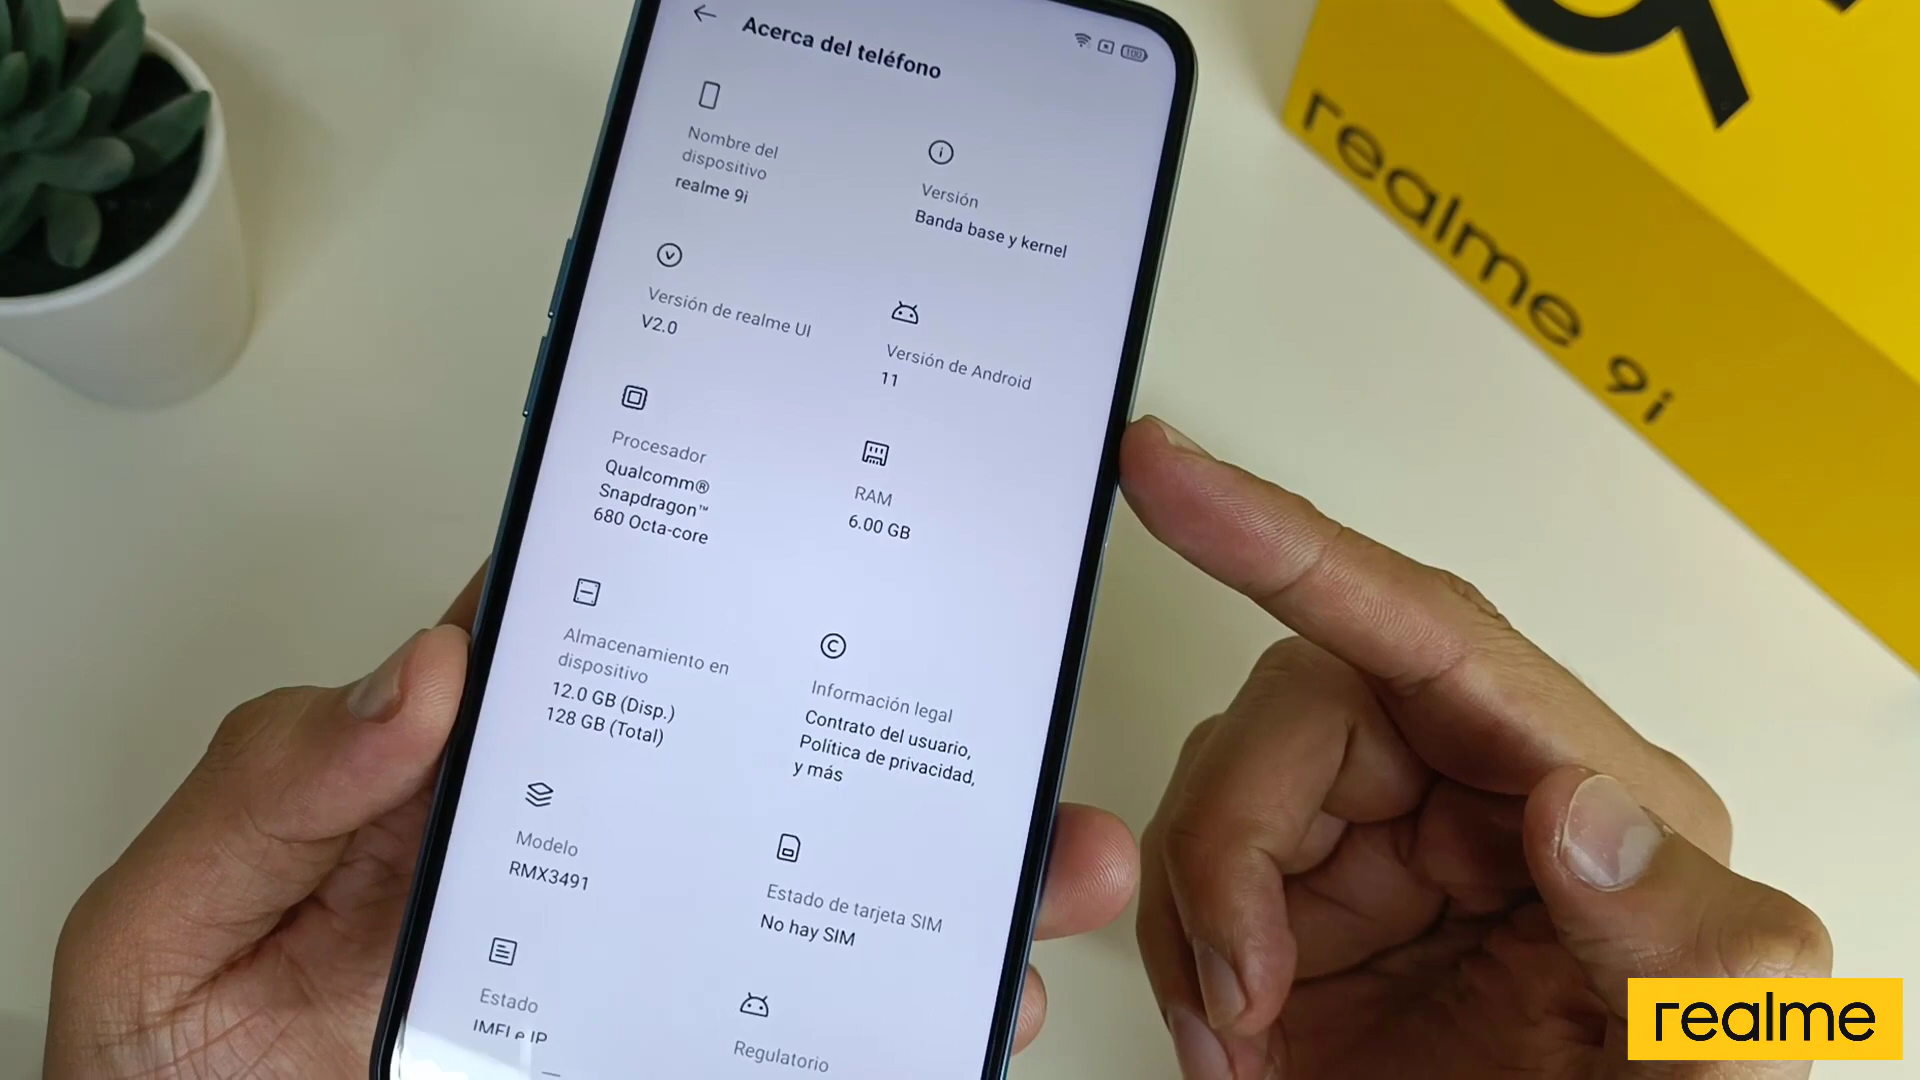 Acerca del teléfono
100
Nombre del
dispositivo
realme 9i
Versión
Banda base y kernel
Versión de realme UI
V2.0
Versión de Android
11
Procesador
Qualcomm®
Snapdragon™
680 Octa-core
RAM
6.00 GB
Almacenamiento en
dispositivo
12.0 GB (Disp.)
128 GB (Total)
Información legal
Contrato del usuario,
Política de privacidad,
y más
Modelo
RMX3491
Estado de tarjeta SIM
No hay SIM
Estado
IMEI e IP
Regulatorio
realme 9i
realme